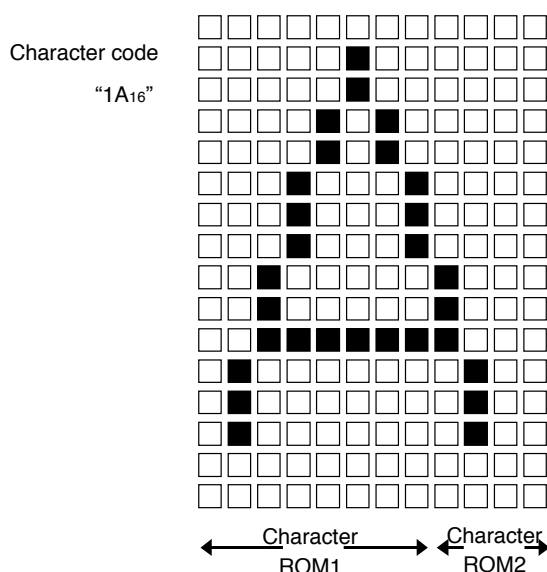 Character code
“1A16”
Character Character
ROM1 ROM2